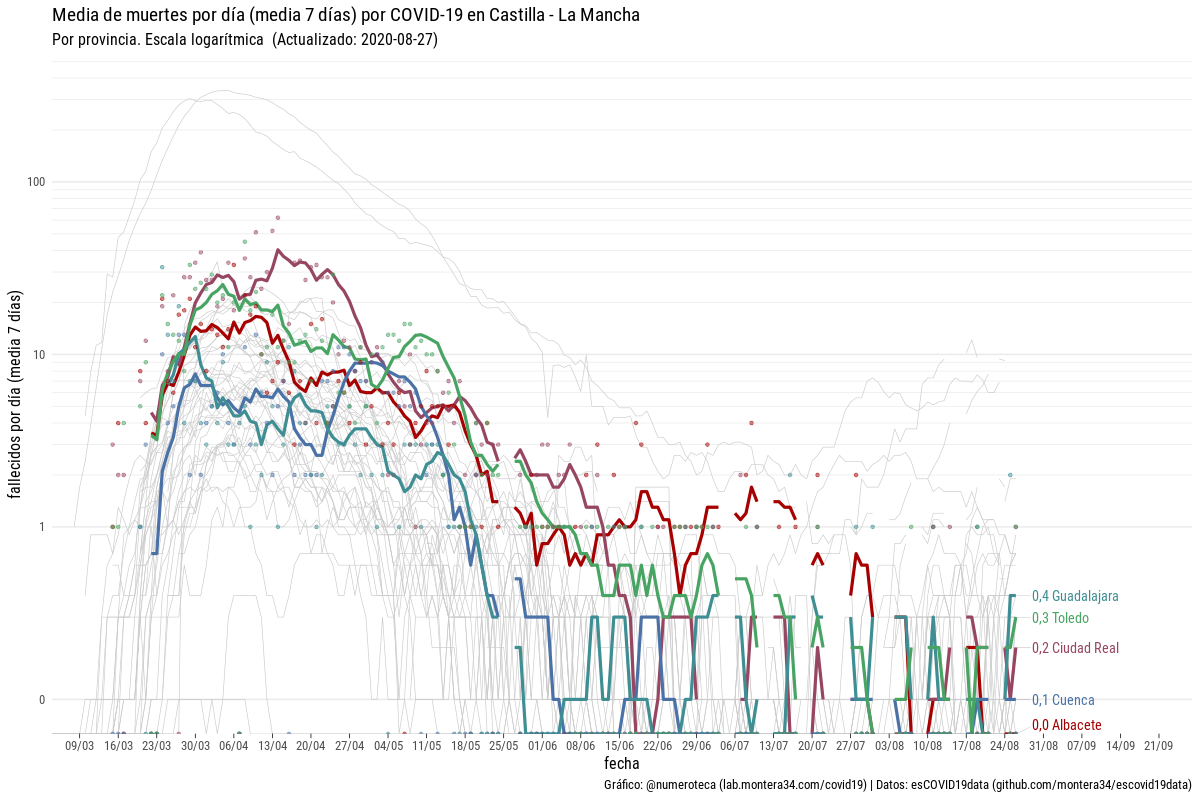 Media de muertes por día (media 7 días) por COVID-19 en Castilla - La Mancha
Por provincia. Escala logarítmica (Actualizado: 2020-08-27)
fallecidos por día (media 7 días)
100
10
1
0
0,4 Guadalajara
0,3 Toledo
0,2 Ciudad Real
0,1 Cuenca
0,0 Albacete
09/03 16/03 23/03 30/03 06/04 13/04 20/04 27/04 04/05 11/05 18/05 25/05 01/06 08/06 15/06 22/06 29/06 06/07 13/07 20/07 27/07 03/08 10/08 17/08 24/08 31/08 07/09 14/09 21/09
fecha
Gráfico: @numeroteca (lab.montera34.com/covid19) | Datos: esCOVID19data (github.com/montera34/escovid19data)